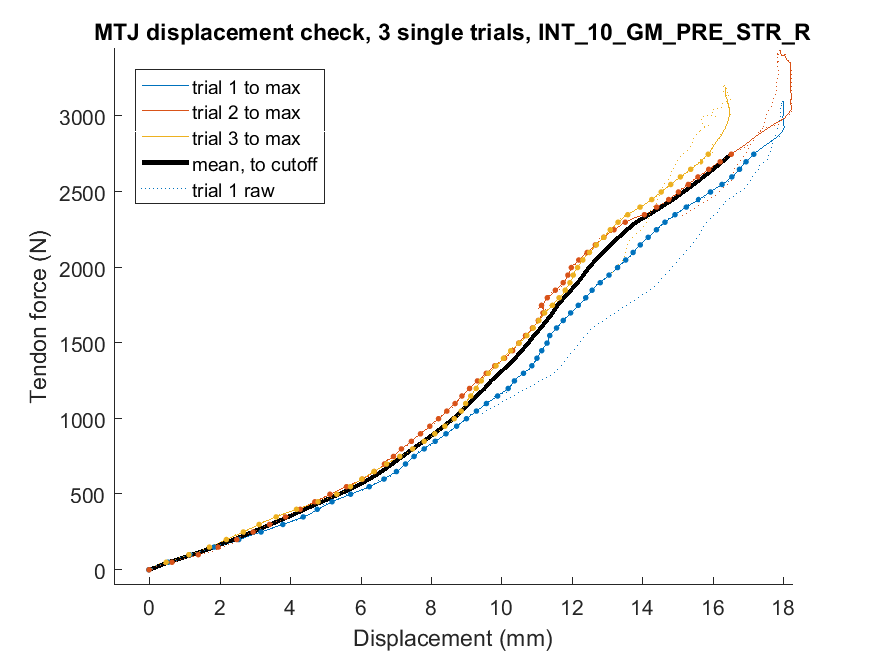 MTJ displacement check, 3 single trials, INT_10_GM_PRE_STR_R
trial 1 to max
trial 2 to max
trial 3 to max
mean, to cutoff
trial 1 raw
3000
2500
2000
1500
1000
500
0
Tendon force (N)
0 2 4 6 8 10 12 14 16 18
Displacement (mm)